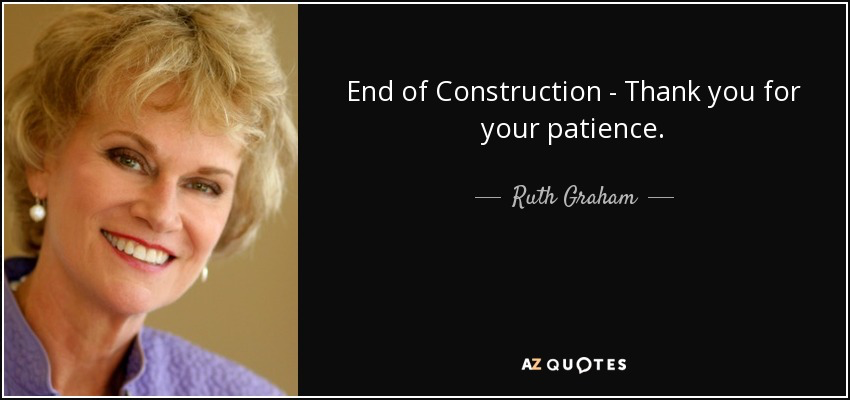 End of Construction - Thank you for
your patience.
Ruth Graham
AZ QUOTES